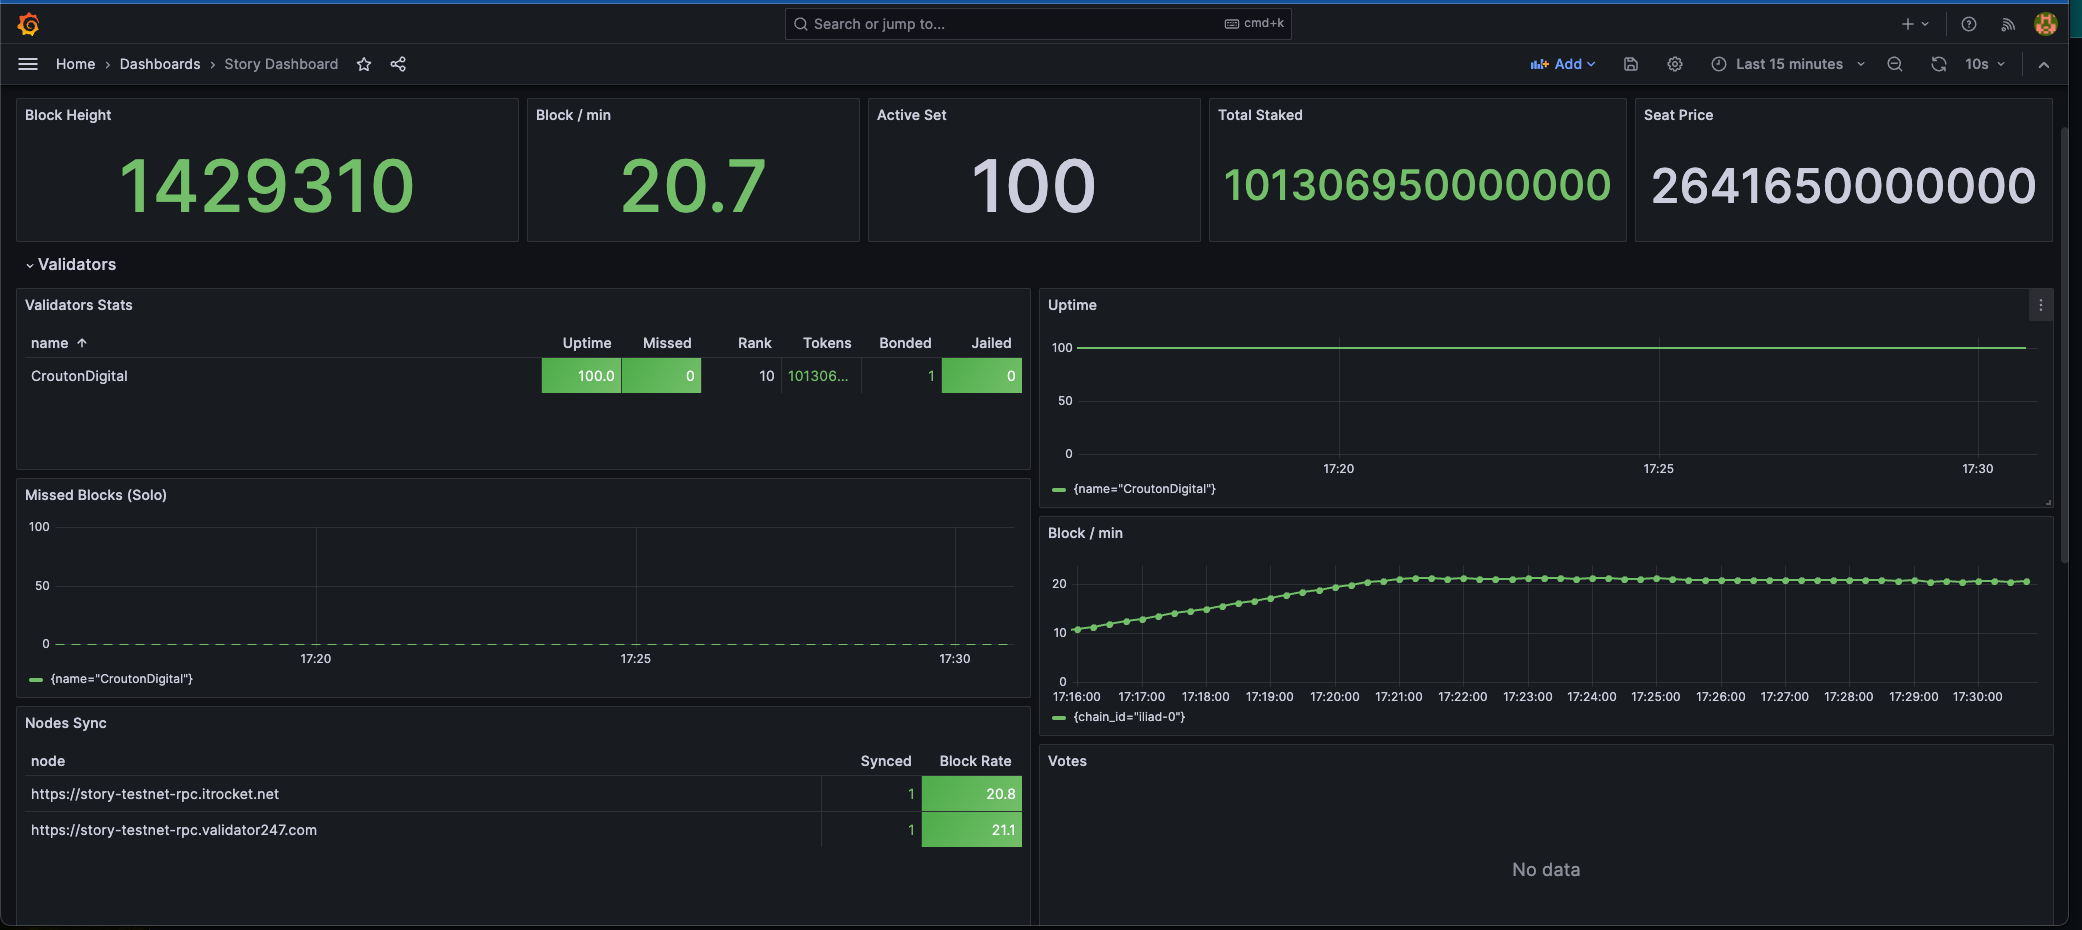 Search or jump to...
cmd+k
Home › Dashboards › Story Dashboard
Add
Last 15 minutes
10s
Block Height
1429310
Block / min
20.7
Active Set
100
Total Staked
101306950000000
Seat Price
2641650000000
Validators
Validators Stats
name Uptime Missed Rank Tokens Bonded Jailed
CroutonDigital 100.0 0 10 101306... 1 0
Uptime
100
50
0
17:20 17:25 17:30
{name="CroutonDigital"}
Missed Blocks (Solo)
100
50
0
17:20 17:25 17:30
{name="CroutonDigital"}
Block / min
20
10
0
17:16:00 17:17:00 17:18:00 17:19:00 17:20:00 17:21:00 17:22:00 17:23:00 17:24:00 17:25:00 17:26:00 17:27:00 17:28:00 17:29:00 17:30:00
{chain_id="iliad-0"}
Nodes Sync
node Synced Block Rate
https://story-testnet-rpc.itrocket.net 1 20.8
https://story-testnet-rpc.validator247.com 1 21.1
Votes
No data